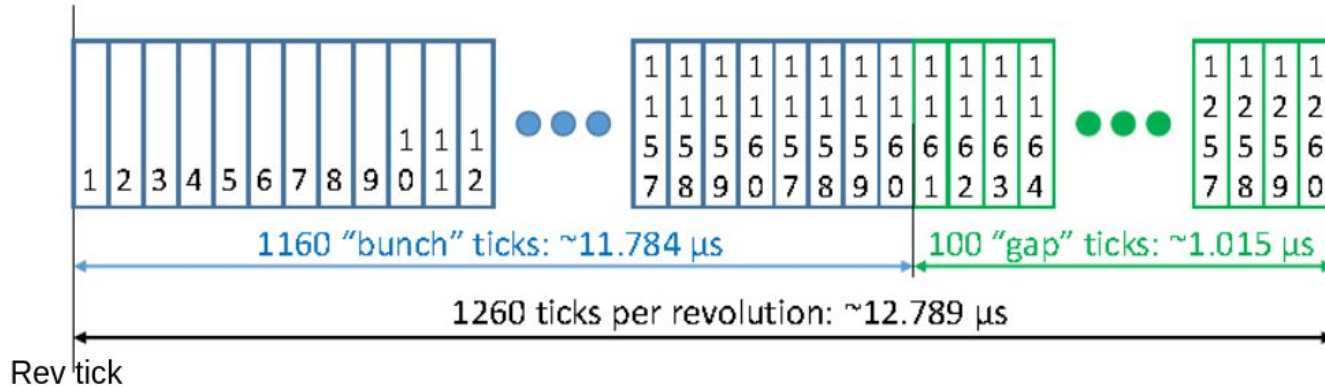 1 2 3 4 5 6 7 8 9 10 11 12 1157 1158 1159 1160 1157 1158 1159 1160 1161 1162 1163 1164 1257 1258 1259 1260
1160 "bunch" ticks: ~11.784 µs 100 "gap" ticks: ~1.015 µs
1260 ticks per revolution: ~12.789 µs
Rev tick